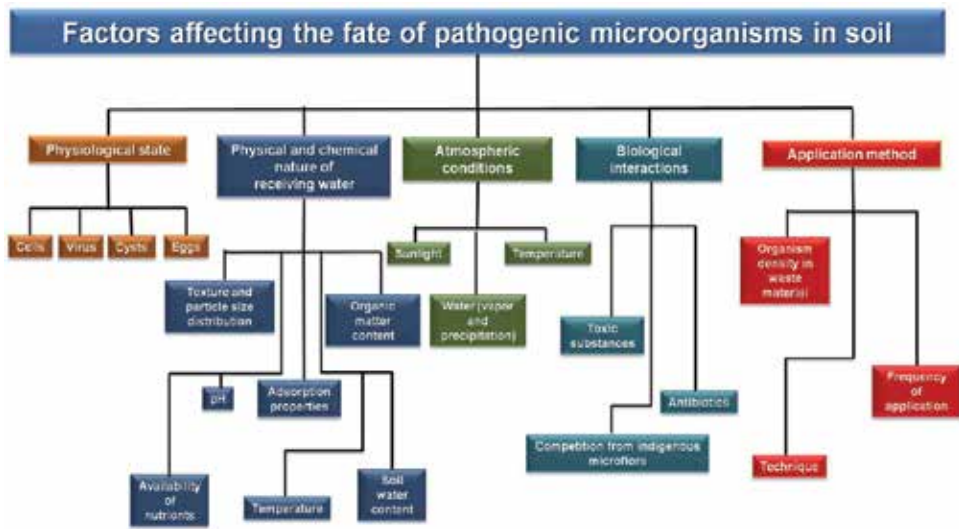 Factors affecting the fate of pathogenic microorganisms in soil
Physiological state
Physical and chemical
nature of
receiving water
Atmospheric
conditions
Biological
interactions
Application method
Cells
Virus
Cysts
Eggs
Sunlight
Temperature
Organism
density in
waste
material
Texture and
particle size
distribution
Organic
matter
content
Water (vapor
and
precipitation)
Toxic
substances
pH
Adsorption
properties
Antibiotics
Frequency
of
application
Competition from indigenous
microflora
Technique
Availability
of
nutrients
Temperature
Soil
water
content